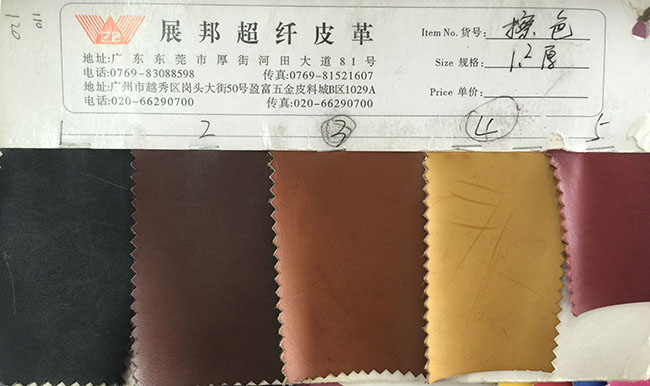 021
011
展邦超纤皮革
地址:广东东莞市厚街河田大道81号
电话:0769-83088598 传真:0769-81521607
地址:广州市越秀区岗头大街50号盈富五金皮料城B区1029A
电话:020-66290700 传真:020-66290700
Item No. 货号: 擦色
Size 规格: 1.2厚
Price 单价:
1 2 3 4 5